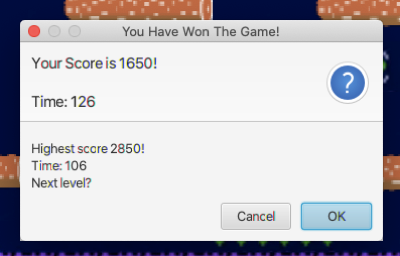 You Have Won The Game!
Your Score is 1650!
Time: 126
?
Highest score 2850!
Time: 106
Next level?
Cancel OK